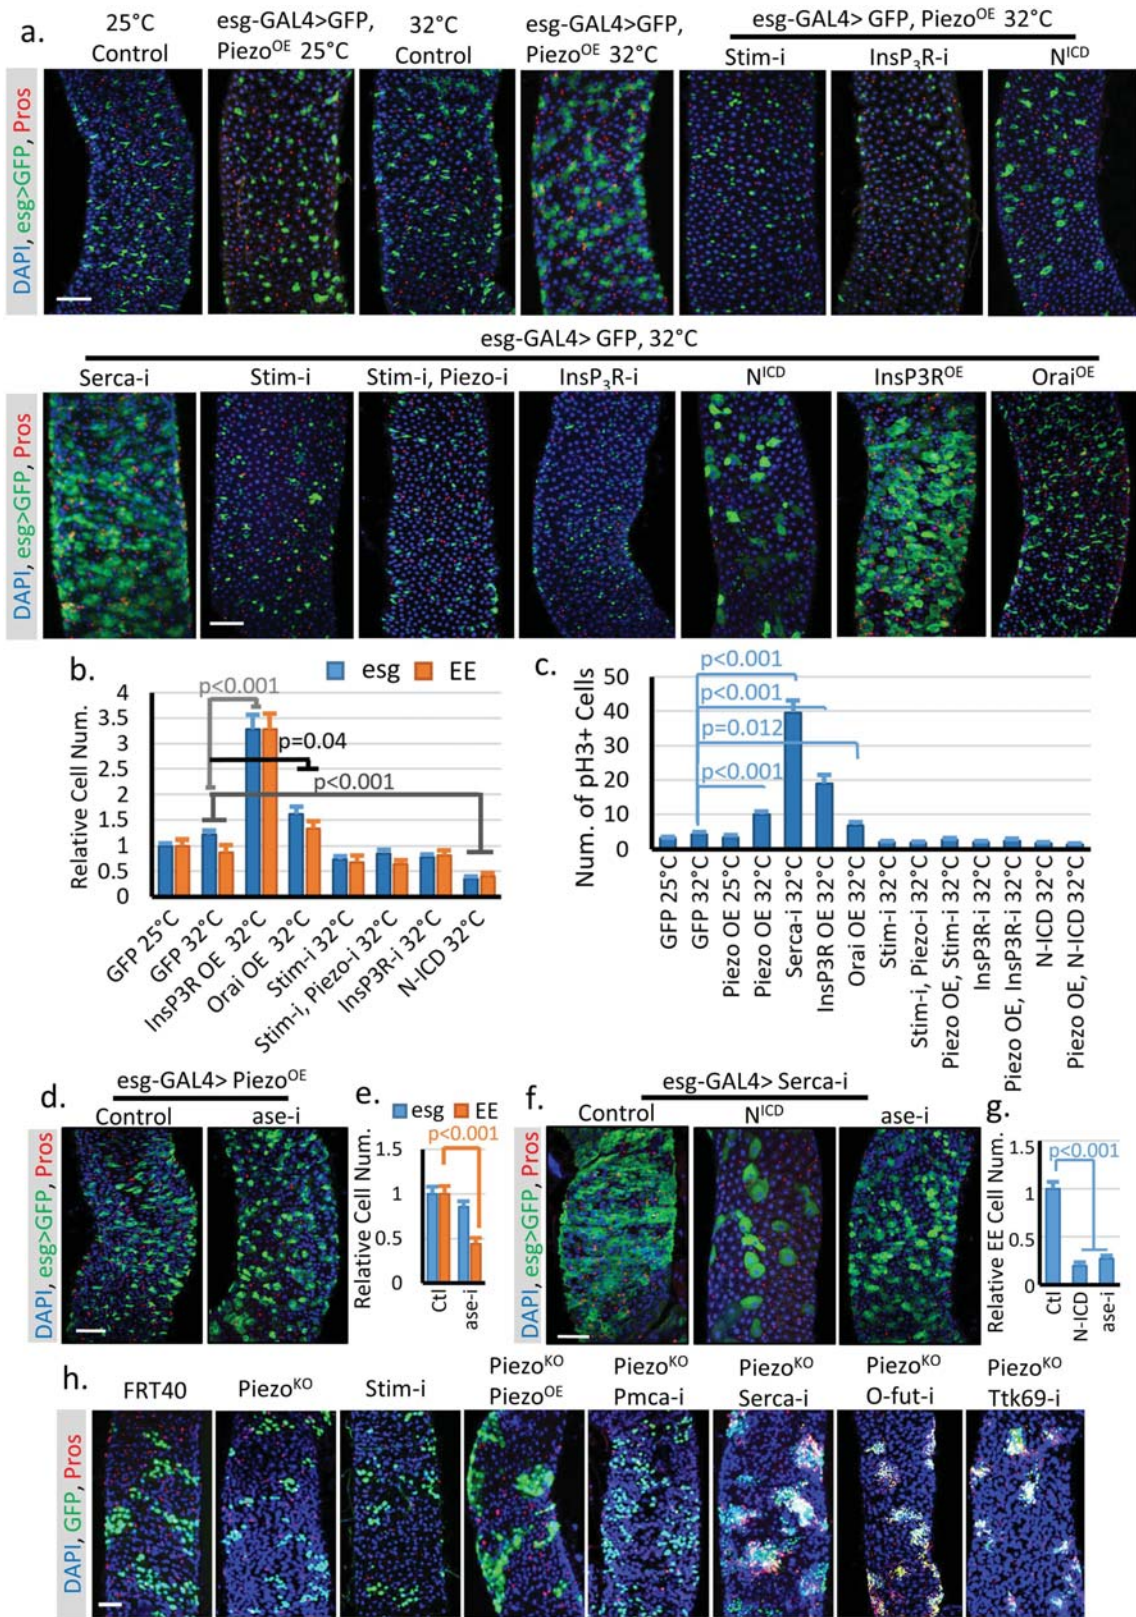 a.
25°C
Control
esg-GAL4>GFP,
Piezo^OE 25°C
32°C
Control
esg-GAL4>GFP,
Piezo^OE 32°C
esg-GAL4> GFP, Piezo^OE 32°C
Stim-i
InsP₃R-i
N^ICD
DAPI, esg>GFP, Pros
esg-GAL4> GFP, 32°C
Serca-i
Stim-i
Stim-i, Piezo-i
InsP₃R-i
N^ICD
InsP3R^OE
Orai^OE
DAPI, esg>GFP, Pros
b.
esg
EE
Relative Cell Num.
4
3.5
3
2.5
2
1.5
1
0.5
0
p<0.001
p=0.04
p<0.001
GFP 25°C
GFP 32°C
InsP3R OE 32°C
Orai OE 32°C
Stim-i 32°C
Stim-i, Piezo-i 32°C
InsP3R-i 32°C
N-ICD 32°C
c.
Num. of pH3+ Cells
50
40
30
20
10
0
p<0.001
p<0.001
p=0.012
p<0.001
GFP 25°C
GFP 32°C
Piezo OE 25°C
Piezo OE 32°C
Serca-i 32°C
InsP3R OE 32°C
Orai OE 32°C
Stim-i 32°C
Stim-i, Piezo-i 32°C
Piezo OE, Stim-i 32°C
InsP3R-i 32°C
Piezo OE, InsP3R-i 32°C
N-ICD 32°C
Piezo OE, N-ICD 32°C
d.
esg-GAL4> Piezo^OE
Control
ase-i
DAPI, esg>GFP, Pros
e.
esg
EE
Relative Cell Num.
1.5
1
0.5
0
p<0.001
Ctl
ase-i
f.
esg-GAL4> Serca-i
Control
N^ICD
ase-i
DAPI, esg>GFP, Pros
g.
Relative EE Cell Num.
1.5
1
0.5
0
p<0.001
Ctl
N-ICD
ase-i
h.
FRT40
Piezo^KO
Stim-i
Piezo^KO
Piezo^OE
Piezo^KO
Pmca-i
Piezo^KO
Serca-i
Piezo^KO
O-fut-i
Piezo^KO
Ttk69-i
DAPI, GFP, Pros